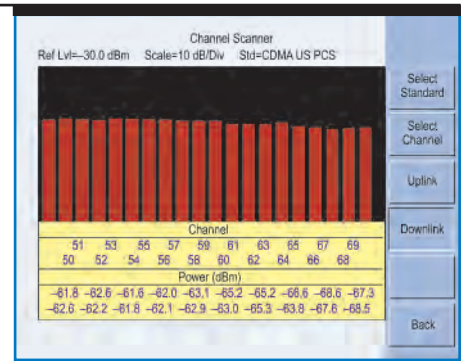 Channel Scanner
Ref Lvl=–30.0 dBm Scale=10 dB/Div Std=CDMA US PCS
Select
Standard
Select
Channel
Uplink
Downlink
Back
Channel
51 53 55 57 59 61 63 65 67 69
50 52 54 56 58 60 62 64 66 68
Power (dBm)
–61.8 –62.6 –61.6 –62.0 –63.1 –65.2 –65.2 –66.6 –68.6 –67.3
–62.6 –62.2 –61.8 –62.1 –62.9 –63.0 –65.3 –63.8 –67.6 –68.5